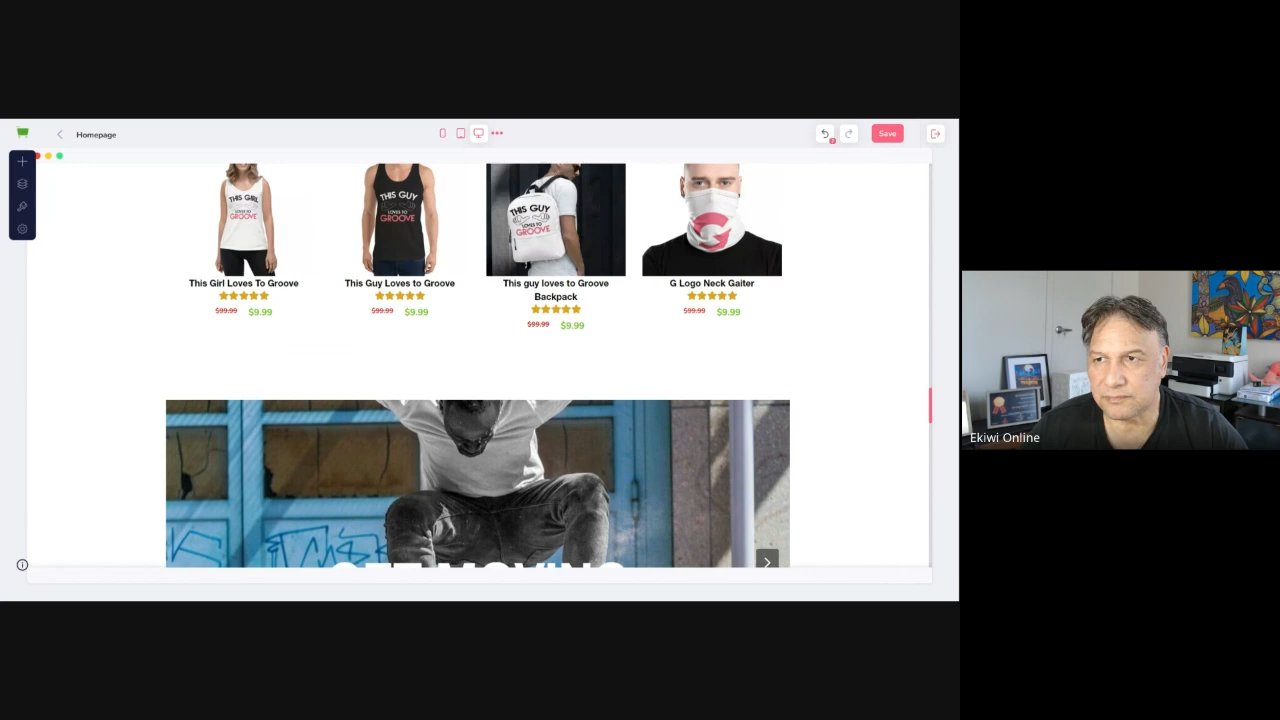 Homepage
Save
THIS GIRL
LOVES TO
GROOVE
THIS GUY
LOVES TO
GROOVE
THIS GUY
LOVES TO
GROOVE
This Girl Loves To Groove
This Guy Loves to Groove
This guy loves to Groove
Backpack
G Logo Neck Gaiter
$99.99 $9.99
$99.99 $9.99
$99.99 $9.99
$99.99 $9.99
GET MOVING
Ekiwi Online